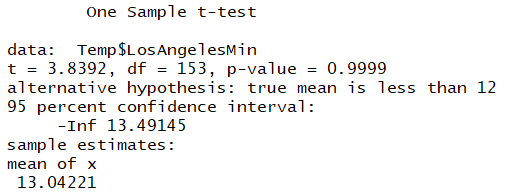 One Sample t-test
data:  Temp$LosAngelesMin
t = 3.8392, df = 153, p-value = 0.9999
alternative hypothesis: true mean is less than 12
95 percent confidence interval:
-Inf 13.49145
sample estimates:
mean of x
13.04221